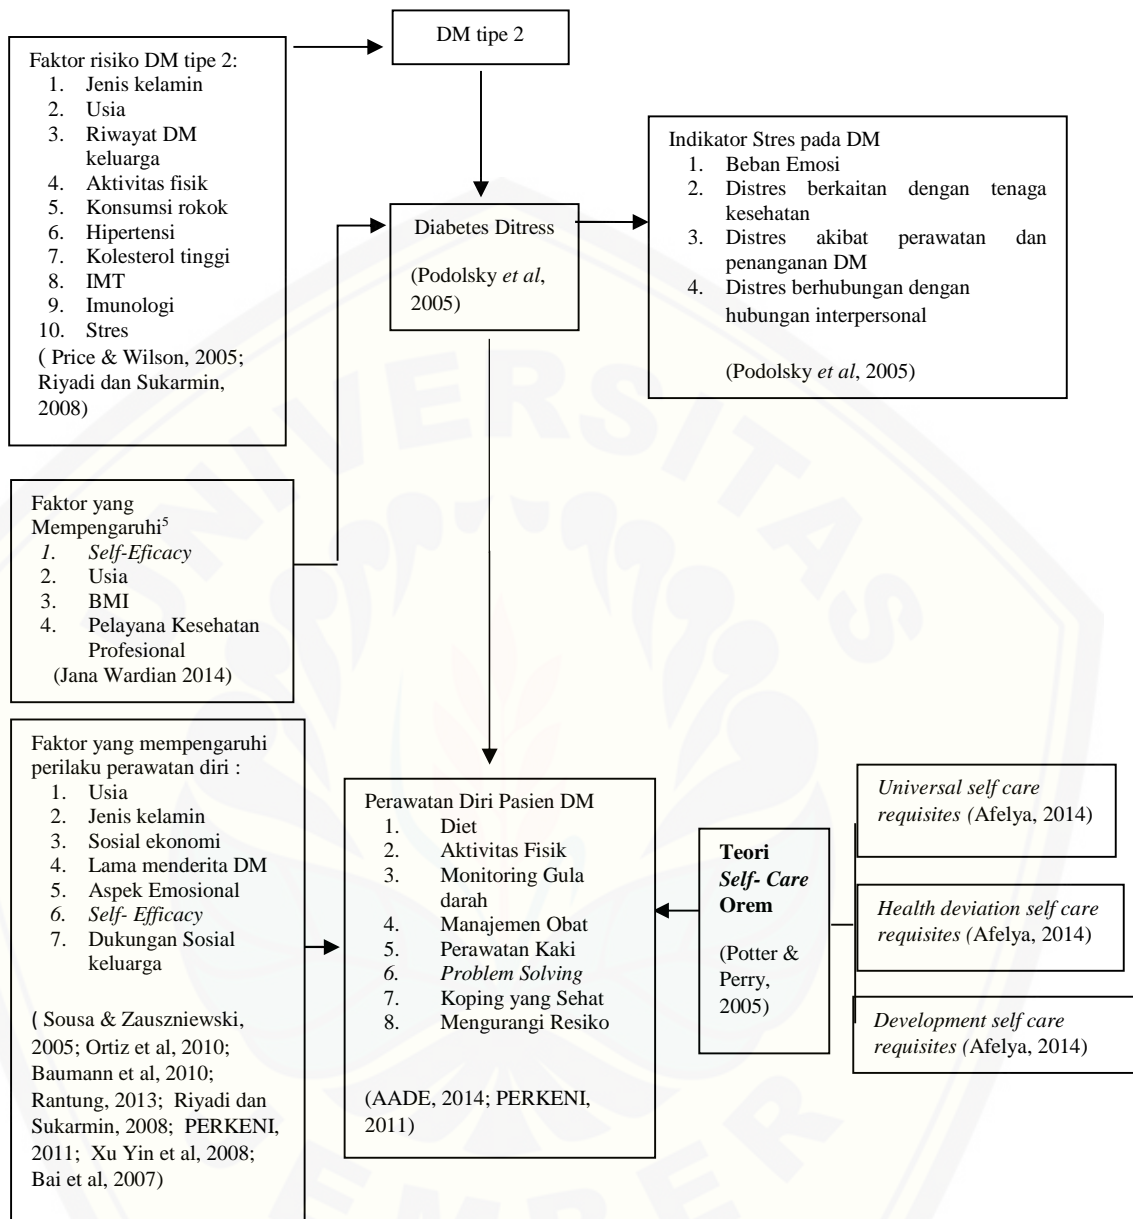 DM tipe 2
Faktor risiko DM tipe 2:
1. Jenis kelamin
2. Usia
3. Riwayat DM
keluarga
4. Aktivitas fisik
5. Konsumsi rokok
6. Hipertensi
7. Kolesterol tinggi
8. IMT
9. Imunologi
10. Stres
( Price & Wilson, 2005;
Riyadi dan Sukarmin,
2008)
Diabetes Ditress
(Podolsky et al,
2005)
Indikator Stres pada DM
1. Beban Emosi
2. Distres berkaitan dengan tenaga
kesehatan
3. Distres akibat perawatan dan
penanganan DM
4. Distres berhubungan dengan
hubungan interpersonal
(Podolsky et al, 2005)
Faktor yang
Mempengaruhi5
1. Self-Eficacy
2. Usia
3. BMI
4. Pelayana Kesehatan
Profesional
(Jana Wardian 2014)
Faktor yang mempengaruhi
perilaku perawatan diri :
1. Usia
2. Jenis kelamin
3. Sosial ekonomi
4. Lama menderita DM
5. Aspek Emosional
6. Self- Efficacy
7. Dukungan Sosial
keluarga
( Sousa & Zauszniewski,
2005; Ortiz et al, 2010;
Baumann et al, 2010;
Rantung, 2013; Riyadi dan
Sukarmin, 2008; PERKENI,
2011; Xu Yin et al, 2008;
Bai et al, 2007)
Perawatan Diri Pasien DM
1. Diet
2. Aktivitas Fisik
3. Monitoring Gula
darah
4. Manajemen Obat
5. Perawatan Kaki
6. Problem Solving
7. Koping yang Sehat
8. Mengurangi Resiko
(AADE, 2014; PERKENI,
2011)
Teori
Self- Care
Orem
(Potter &
Perry,
2005)
Universal self care
requisites (Afelya, 2014)
Health deviation self care
requisites (Afelya, 2014)
Development self care
requisites (Afelya, 2014)
UNIVERSITAS
JEMBER